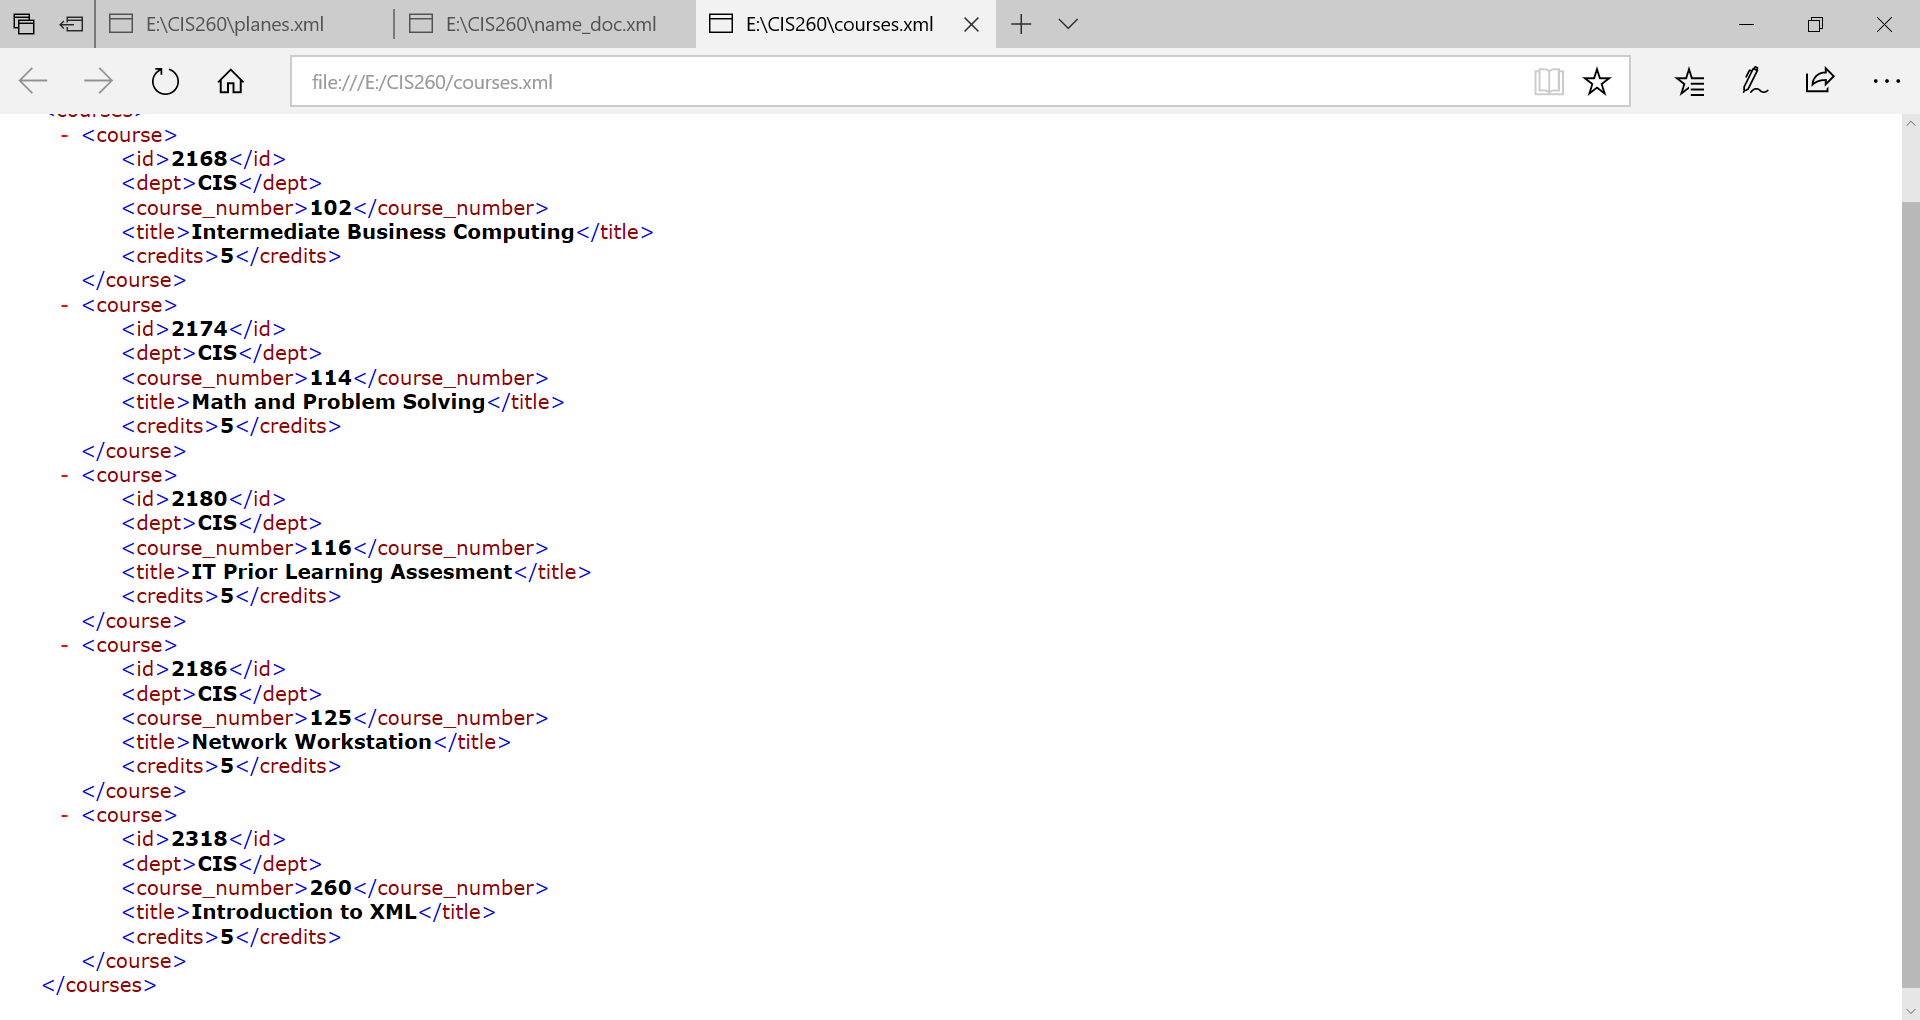 E:\CIS260\planes.xml
E:\CIS260\name_doc.xml
E:\CIS260\courses.xml
file:///E:/CIS260/courses.xml
<courses>
- <course>
<id>2168</id>
<dept>CIS</dept>
<course_number>102</course_number>
<title>Intermediate Business Computing</title>
<credits>5</credits>
</course>
- <course>
<id>2174</id>
<dept>CIS</dept>
<course_number>114</course_number>
<title>Math and Problem Solving</title>
<credits>5</credits>
</course>
- <course>
<id>2180</id>
<dept>CIS</dept>
<course_number>116</course_number>
<title>IT Prior Learning Assesment</title>
<credits>5</credits>
</course>
- <course>
<id>2186</id>
<dept>CIS</dept>
<course_number>125</course_number>
<title>Network Workstation</title>
<credits>5</credits>
</course>
- <course>
<id>2318</id>
<dept>CIS</dept>
<course_number>260</course_number>
<title>Introduction to XML</title>
<credits>5</credits>
</course>
</courses>